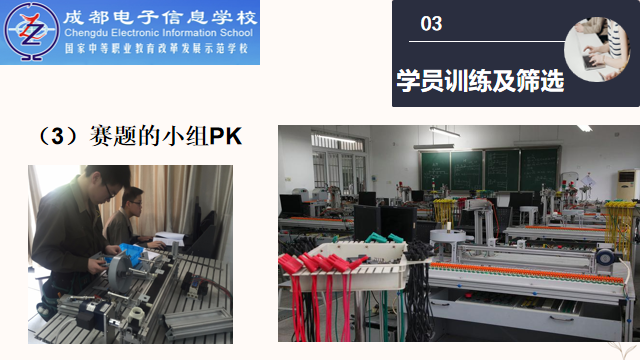 成都电子信息学校
Chengdu Electronic Information School
国家中等职业教育改革发展示范学校
03
学员训练及筛选
（3）赛题的小组PK